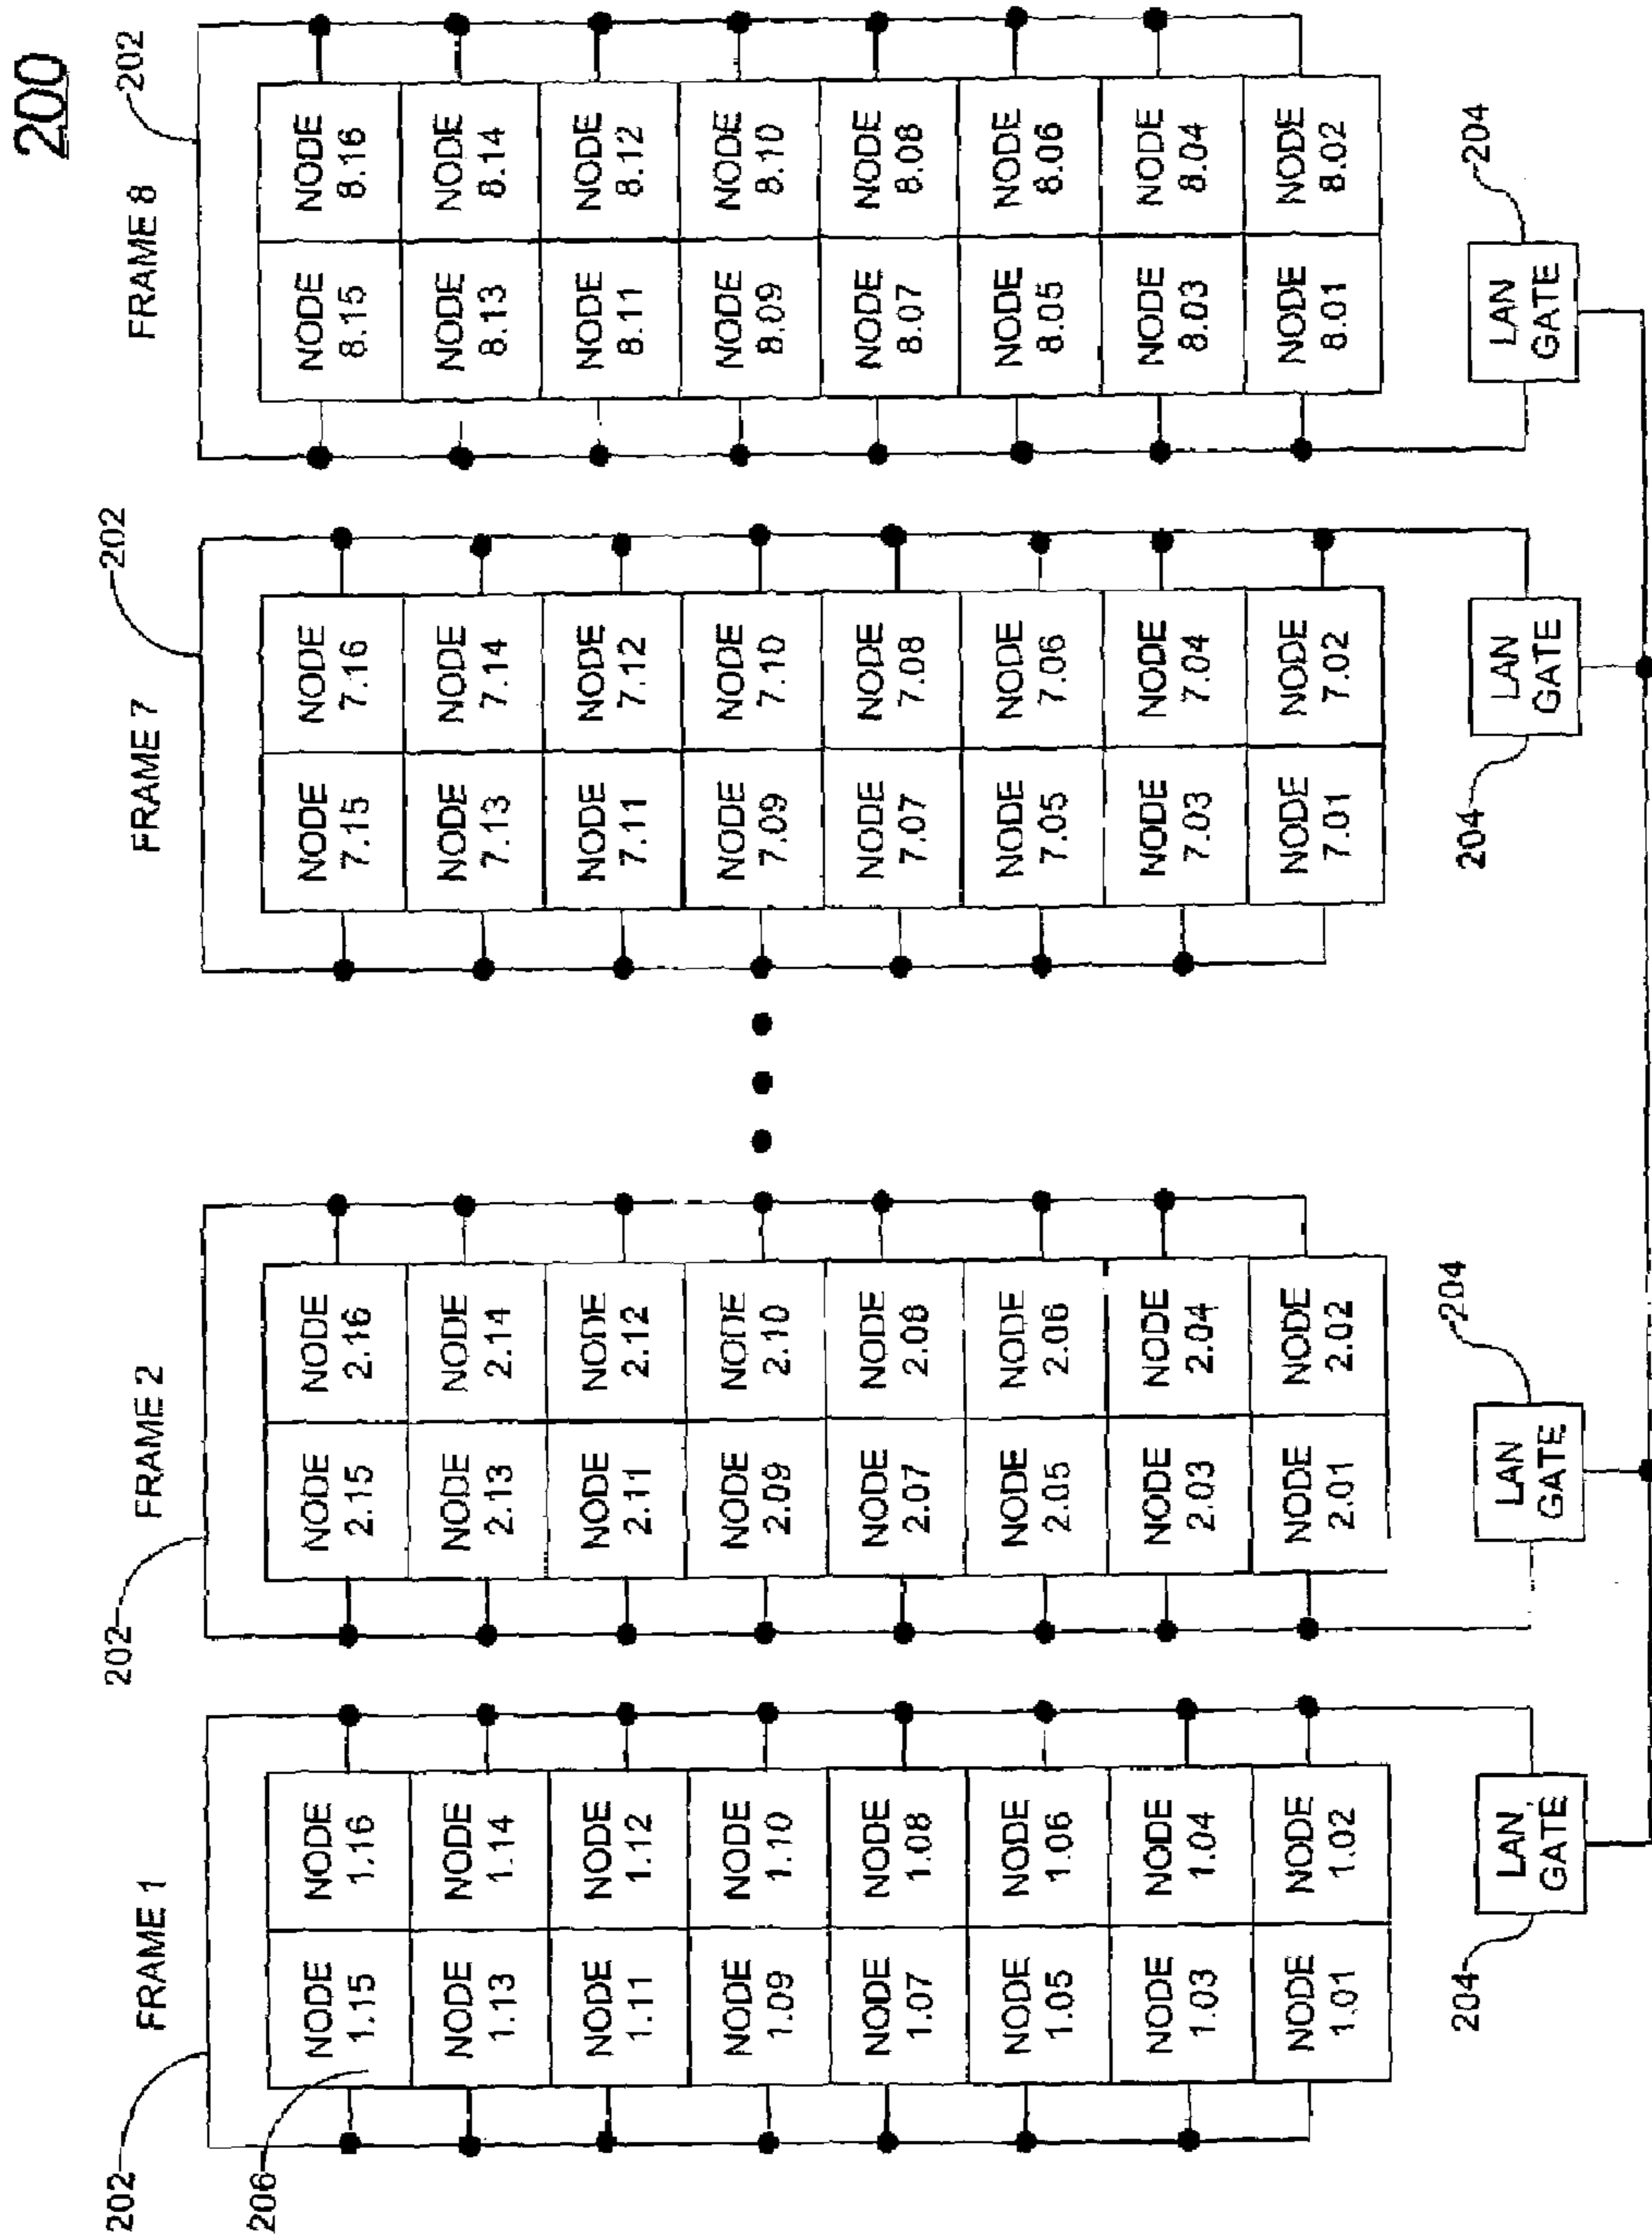 200
FRAME 1
FRAME 2
FRAME 7
FRAME 8
202
202
202
202
206
NODE 1.15
NODE 1.16
NODE 1.13
NODE 1.14
NODE 1.11
NODE 1.12
NODE 1.09
NODE 1.10
NODE 1.07
NODE 1.08
NODE 1.05
NODE 1.06
NODE 1.03
NODE 1.04
NODE 1.01
NODE 1.02
NODE 2.15
NODE 2.16
NODE 2.13
NODE 2.14
NODE 2.11
NODE 2.12
NODE 2.09
NODE 2.10
NODE 2.07
NODE 2.08
NODE 2.05
NODE 2.06
NODE 2.03
NODE 2.04
NODE 2.01
NODE 2.02
NODE 7.15
NODE 7.16
NODE 7.13
NODE 7.14
NODE 7.11
NODE 7.12
NODE 7.09
NODE 7.10
NODE 7.07
NODE 7.08
NODE 7.05
NODE 7.06
NODE 7.03
NODE 7.04
NODE 7.01
NODE 7.02
NODE 8.15
NODE 8.16
NODE 8.13
NODE 8.14
NODE 8.11
NODE 8.12
NODE 8.09
NODE 8.10
NODE 8.07
NODE 8.08
NODE 8.05
NODE 8.06
NODE 8.03
NODE 8.04
NODE 8.01
NODE 8.02
204
LAN
GATE
LAN
GATE
204
204
LAN
GATE
LAN
GATE
204